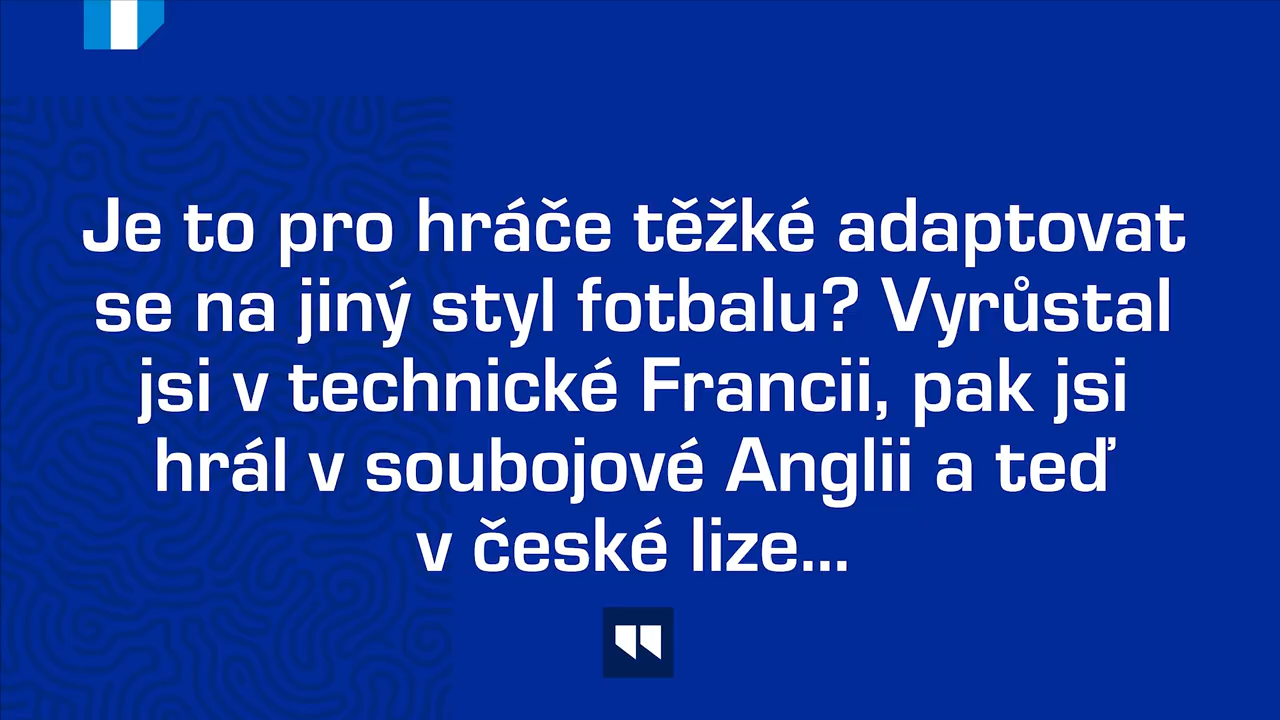 Je to pro hráče těžké adaptovat
se na jiný styl fotbalu? Vyrůstal
jsi v technické Francii, pak jsi
hrál v soubojové Anglii a teď
v české lize...